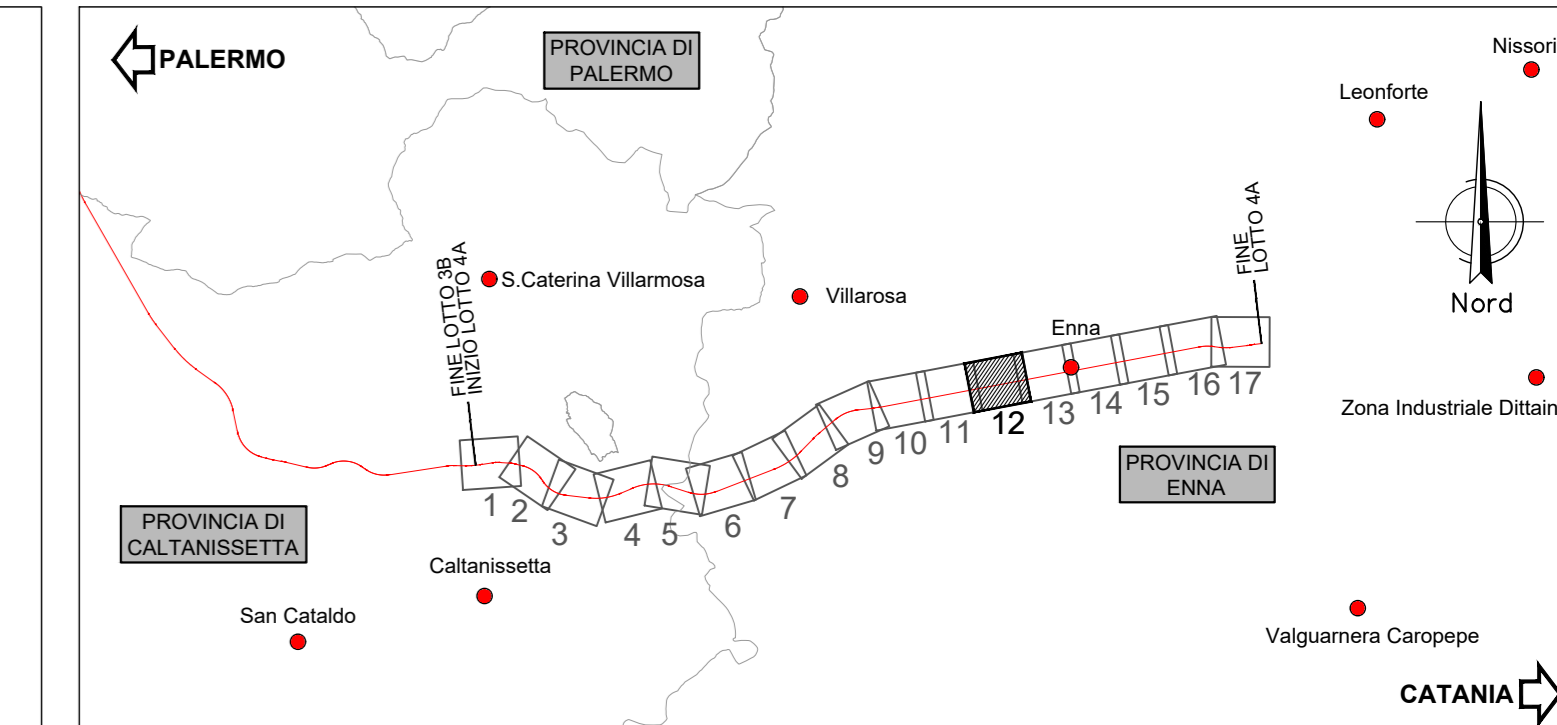 PALERMO
PROVINCIA DI
PALERMO
Nissori
Leonforte
Nord
FINE LOTTO 3B
INIZIO LOTTO 4A
S.Caterina Villarmosa
Villarosa
Enna
FINE
LOTTO 4A
Zona Industriale Dittain
1
2
3
4
5
6
7
8
9
10
11
12
13
14
15
16
17
PROVINCIA DI
ENNA
PROVINCIA DI
CALTANISSETTA
Caltanissetta
San Cataldo
Valguarnera Caropepe
CATANIA